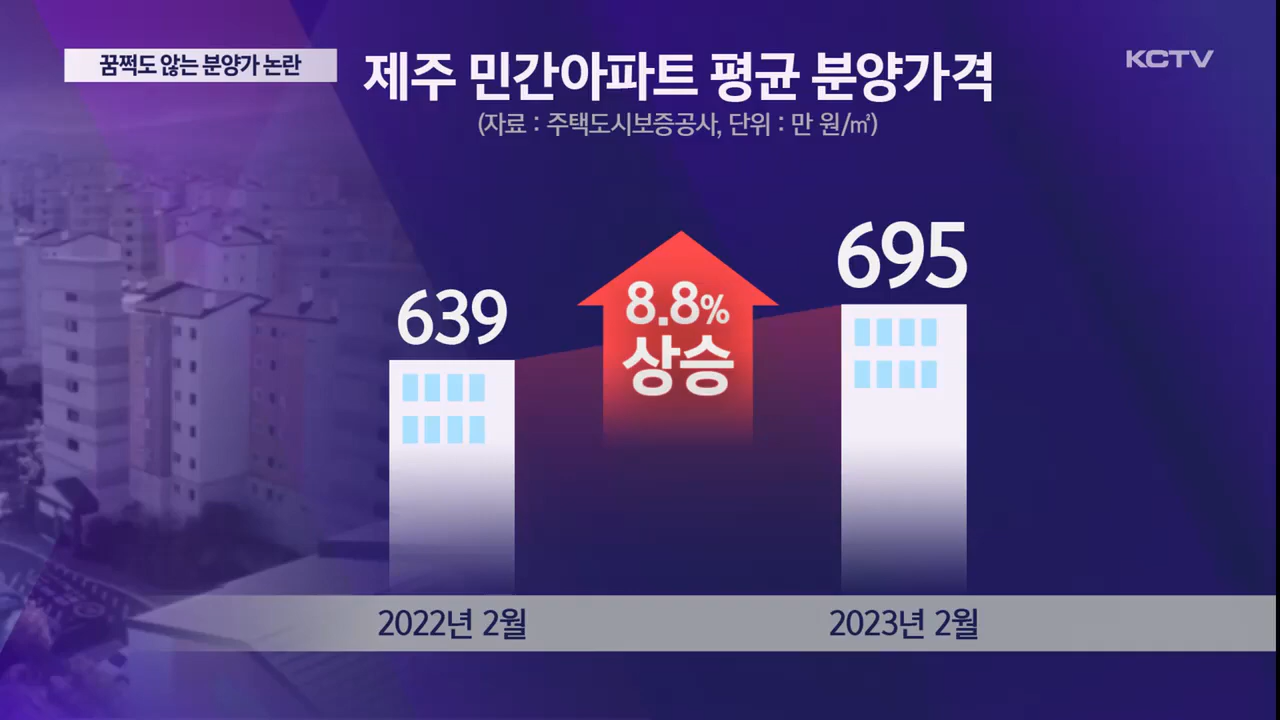 꿈쩍도 않는 분양가 논란
제주 민간아파트 평균 분양가격
KCTV
(자료 : 주택도시보증공사, 단위 : 만 원/㎡)
639
8.8%
상승
695
2022년 2월
2023년 2월